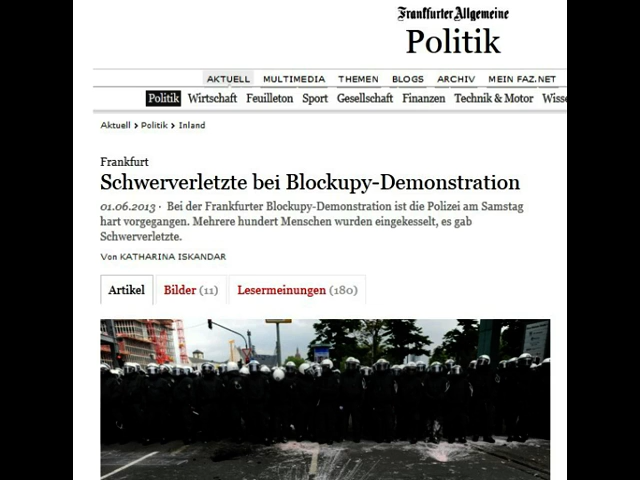 Frankfurter Allgemeine
Politik
AKTUELL MULTIMEDIA THEMEN BLOGS ARCHIV MEIN FAZ.NET
Politik Wirtschaft Feuilleton Sport Gesellschaft Finanzen Technik & Motor Wisse
Aktuell > Politik > Inland
Frankfurt
Schwerverletzte bei Blockupy-Demonstration
01.06.2013 · Bei der Frankfurter Blockupy-Demonstration ist die Polizei am Samstag
hart vorgegangen. Mehrere hundert Menschen wurden eingekesselt, es gab
Schwerverletzte.
Von KATHARINA ISKANDAR
Artikel Bilder (11) Lesermeinungen (180)